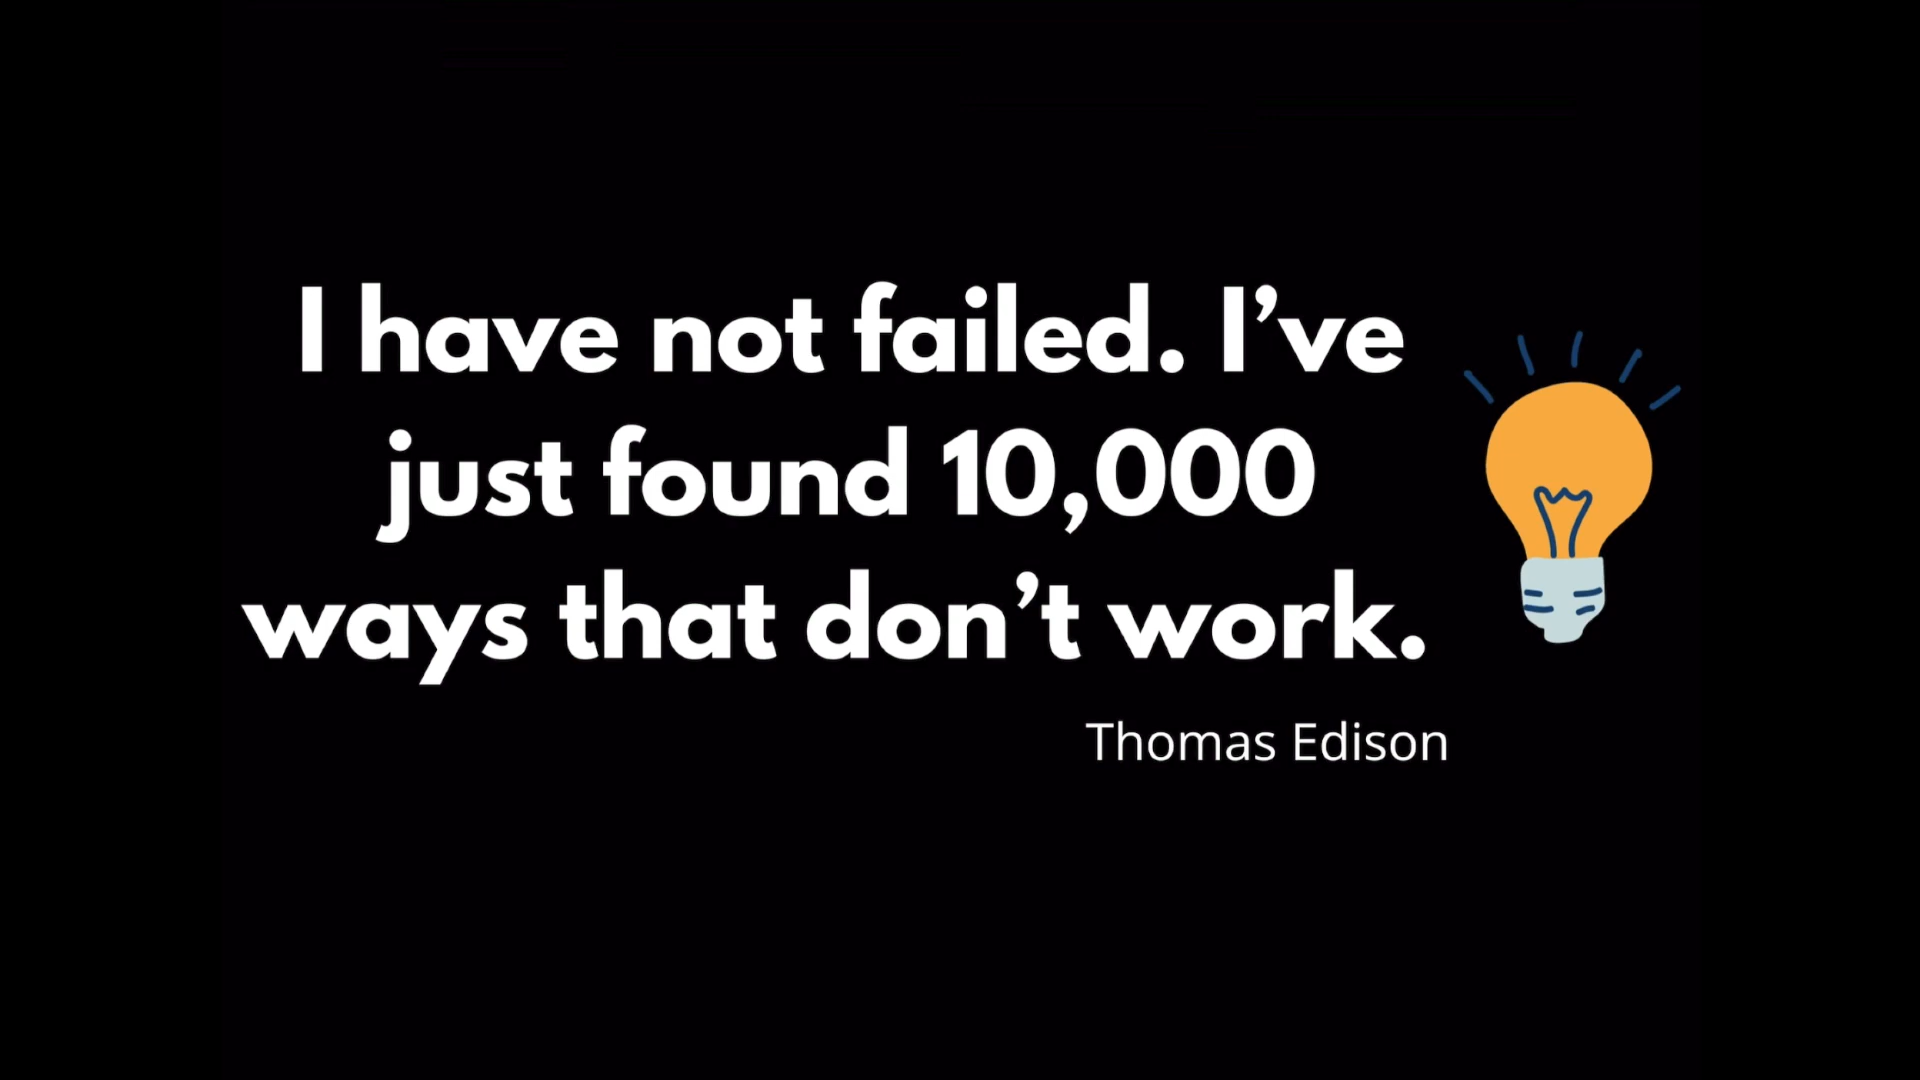 I have not failed. I’ve
just found 10,000
ways that don’t work.
Thomas Edison